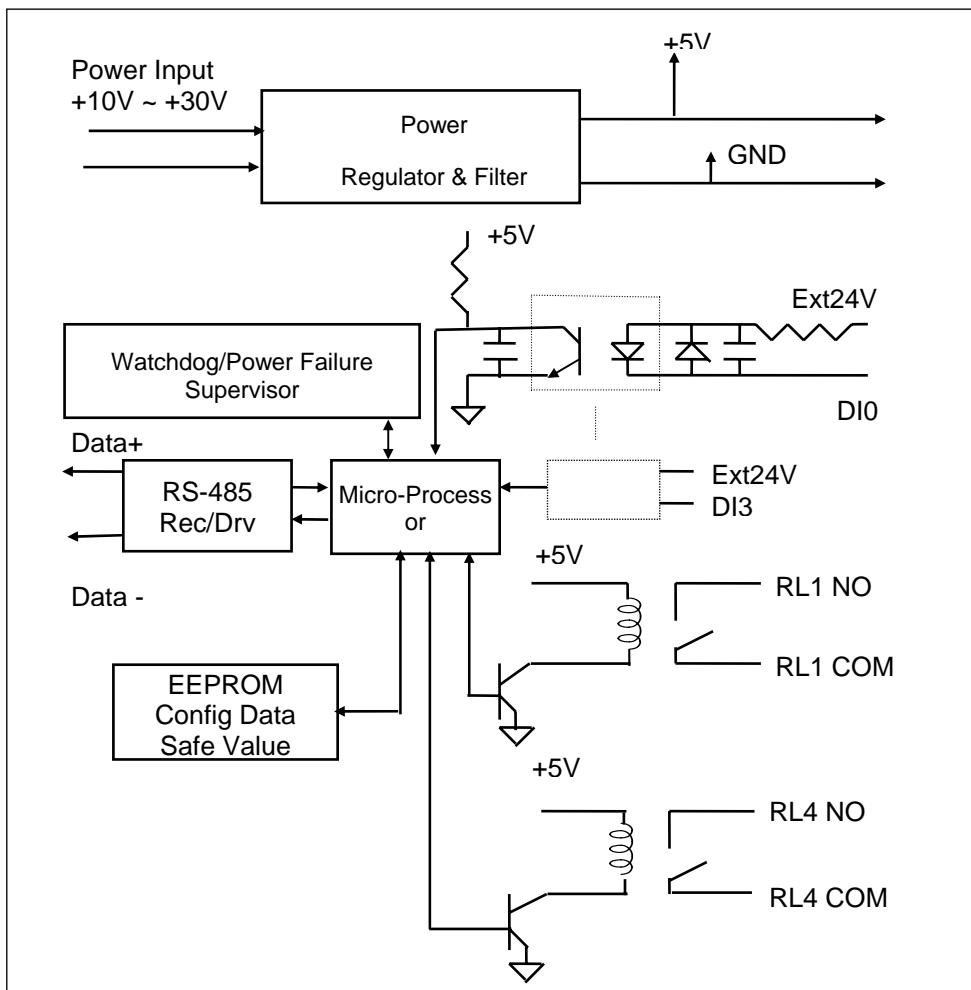 +5V
Power Input
+10V ~ +30V
Power
Regulator & Filter
GND
+5V
Ext24V
Watchdog/Power Failure
Supervisor
DI0
Data+
RS-485
Rec/Drv
Micro-Process
or
Ext24V
DI3
+5V
Data -
RL1 NO
RL1 COM
EEPROM
Config Data
Safe Value
+5V
RL4 NO
RL4 COM